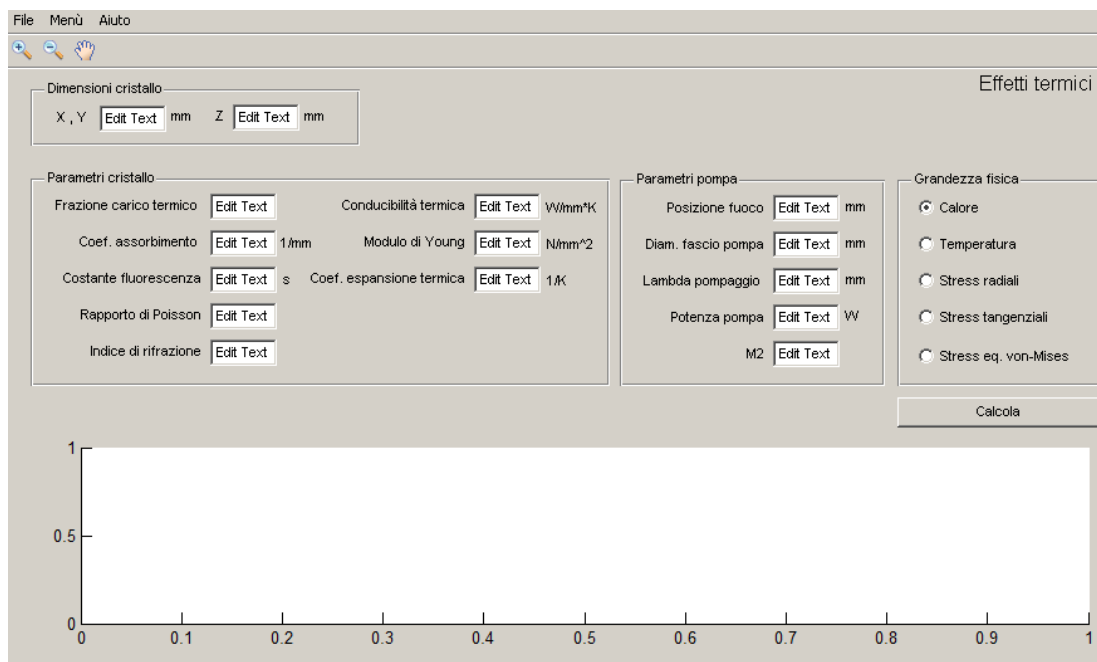 File Menù Aiuto
Effetti termici
Dimensioni cristallo
X , Y Edit Text mm Z Edit Text mm
Parametri cristallo
Frazione carico termico Edit Text Conducibilità termica Edit Text W/mm*K
Coef. assorbimento Edit Text 1/mm Modulo di Young Edit Text N/mm^2
Costante fluorescenza Edit Text s Coef. espansione termica Edit Text 1/K
Rapporto di Poisson Edit Text
Indice di rifrazione Edit Text
Parametri pompa
Posizione fuoco Edit Text mm
Diam. fascio pompa Edit Text mm
Lambda pompaggio Edit Text mm
Potenza pompa Edit Text W
M2 Edit Text
Grandezza fisica
Calore
Temperatura
Stress radiali
Stress tangenziali
Stress eq. von-Mises
Calcola
1
0.5
0
0 0.1 0.2 0.3 0.4 0.5 0.6 0.7 0.8 0.9 1